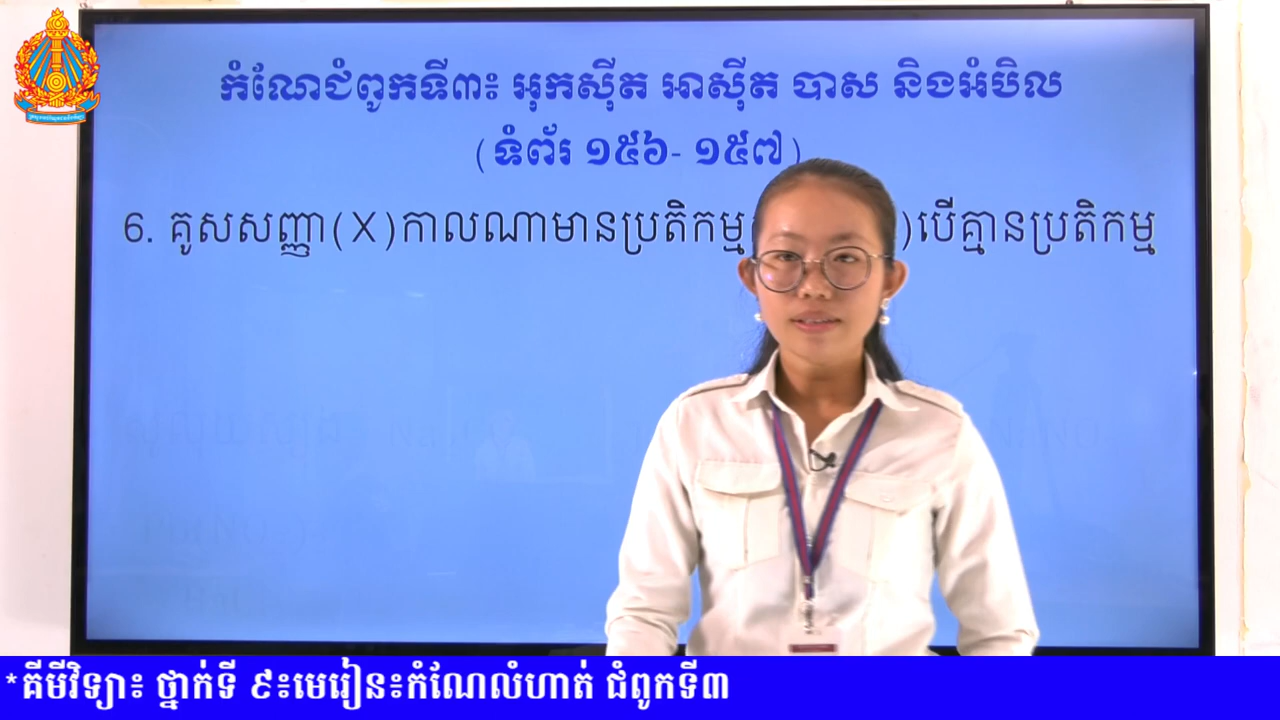 កំណែជំពូកទី៣៖ អុកស៊ីត អាស៊ីត បាស និងអំបិល
(ទំព័រ ១៥៦- ១៥៧)
6. គូសសញ្ញា(X)កាលណាមានប្រតិកម្ម )បើគ្មានប្រតិកម្ម
*គីមីវិទ្យា៖ ថ្នាក់ទី ៩៖មេរៀន៖កំណែលំហាត់ ជំពូកទី៣